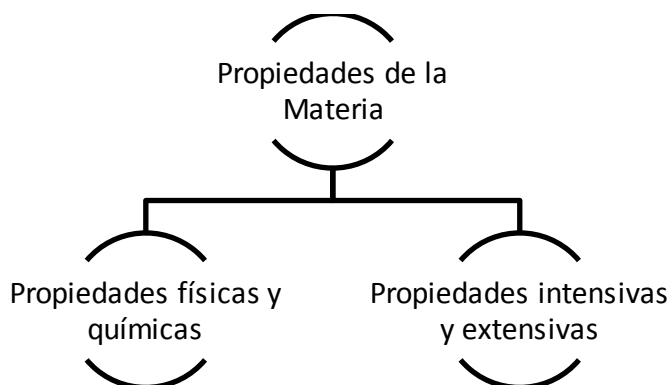 Propiedades de la
Materia
Propiedades físicas y
químicas
Propiedades intensivas
y extensivas